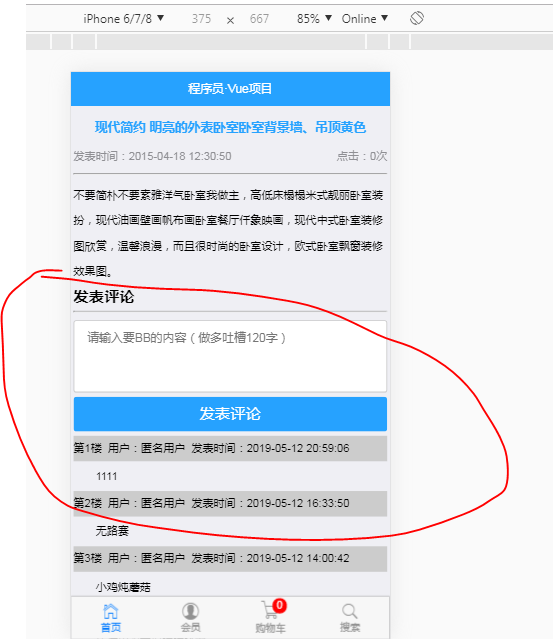 iPhone 6/7/8 ▼ 375 × 667 85% ▼ Online ▼
程序员·Vue项目
现代简约 明亮的外表卧室卧室背景墙、吊顶黄色
发表时间：2015-04-18 12:30:50 点击：0次
不要简朴不要素雅洋气卧室我做主，高低床榻榻米式靓丽卧室装
扮，现代油画壁画帆布画卧室餐厅仟象映画，现代中式卧室装修
图欣赏，温馨浪漫，而且很时尚的卧室设计，欧式卧室飘窗装修
效果图。
发表评论
请输入要BB的内容（做多吐槽120字）
发表评论
第1楼 用户：匿名用户 发表时间：2019-05-12 20:59:06
1111
第2楼 用户：匿名用户 发表时间：2019-05-12 16:33:50
无路赛
第3楼 用户：匿名用户 发表时间：2019-05-12 14:00:42
小鸡炖蘑菇
0
首页 会员 购物车 搜索